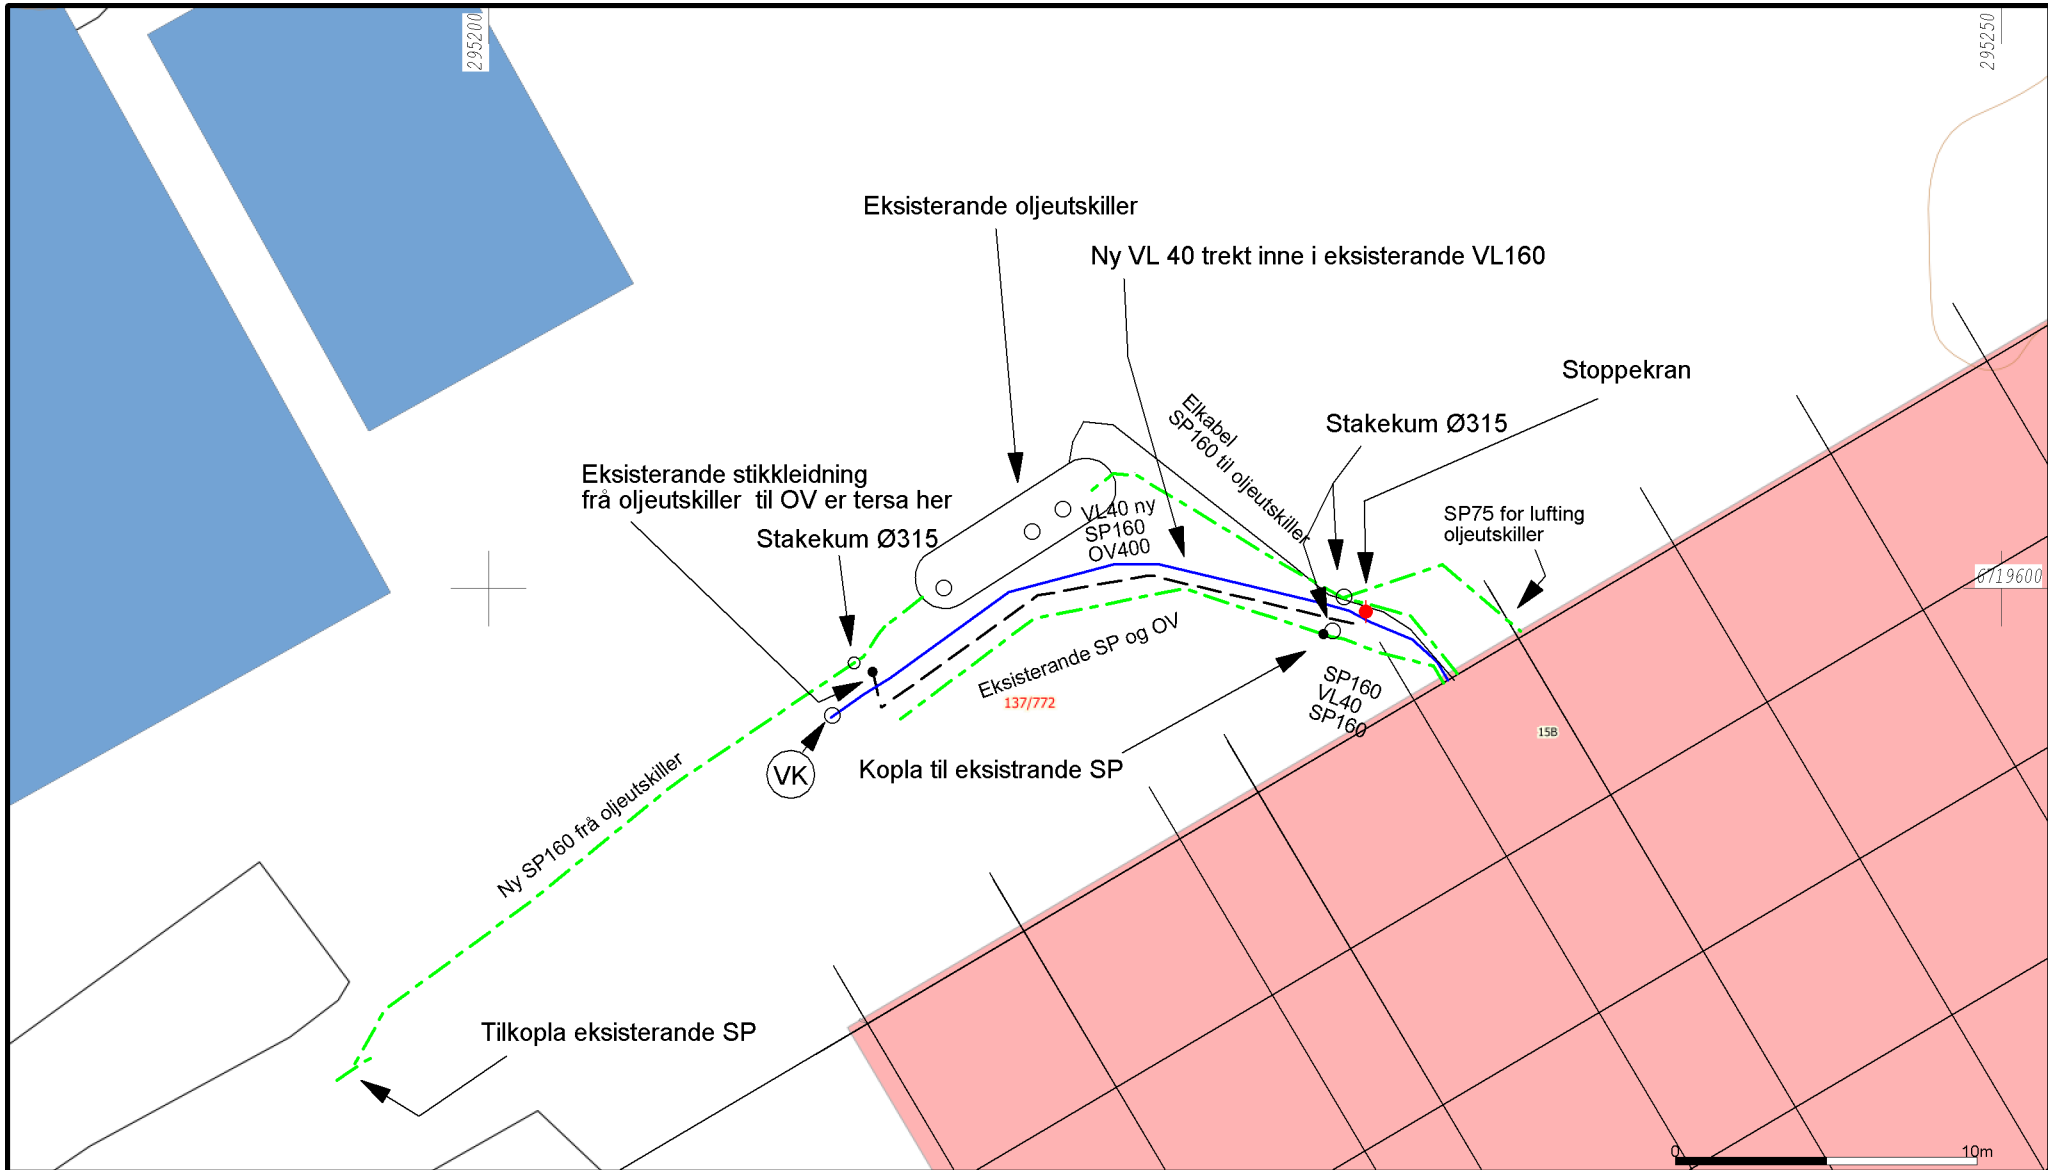 295200
295250
Eksisterande oljeutskiller
Ny VL 40 trekt inne i eksisterande VL160
Stoppekran
Stakekum Ø315
Elkabel
SP160 til oljeutskiller
Eksisterande stikkleidning
frå oljeutskiller til OV er tersa her
Stakekum Ø315
VL40 ny
SP160
OV400
SP75 for lufting
oljeutskiller
6719600
Eksisterande SP og OV
137/772
SP160
VL40
SP160
15B
VK
Kopla til eksistrande SP
Ny SP160 frå oljeutskiller
Tilkopla eksisterande SP
0 10m